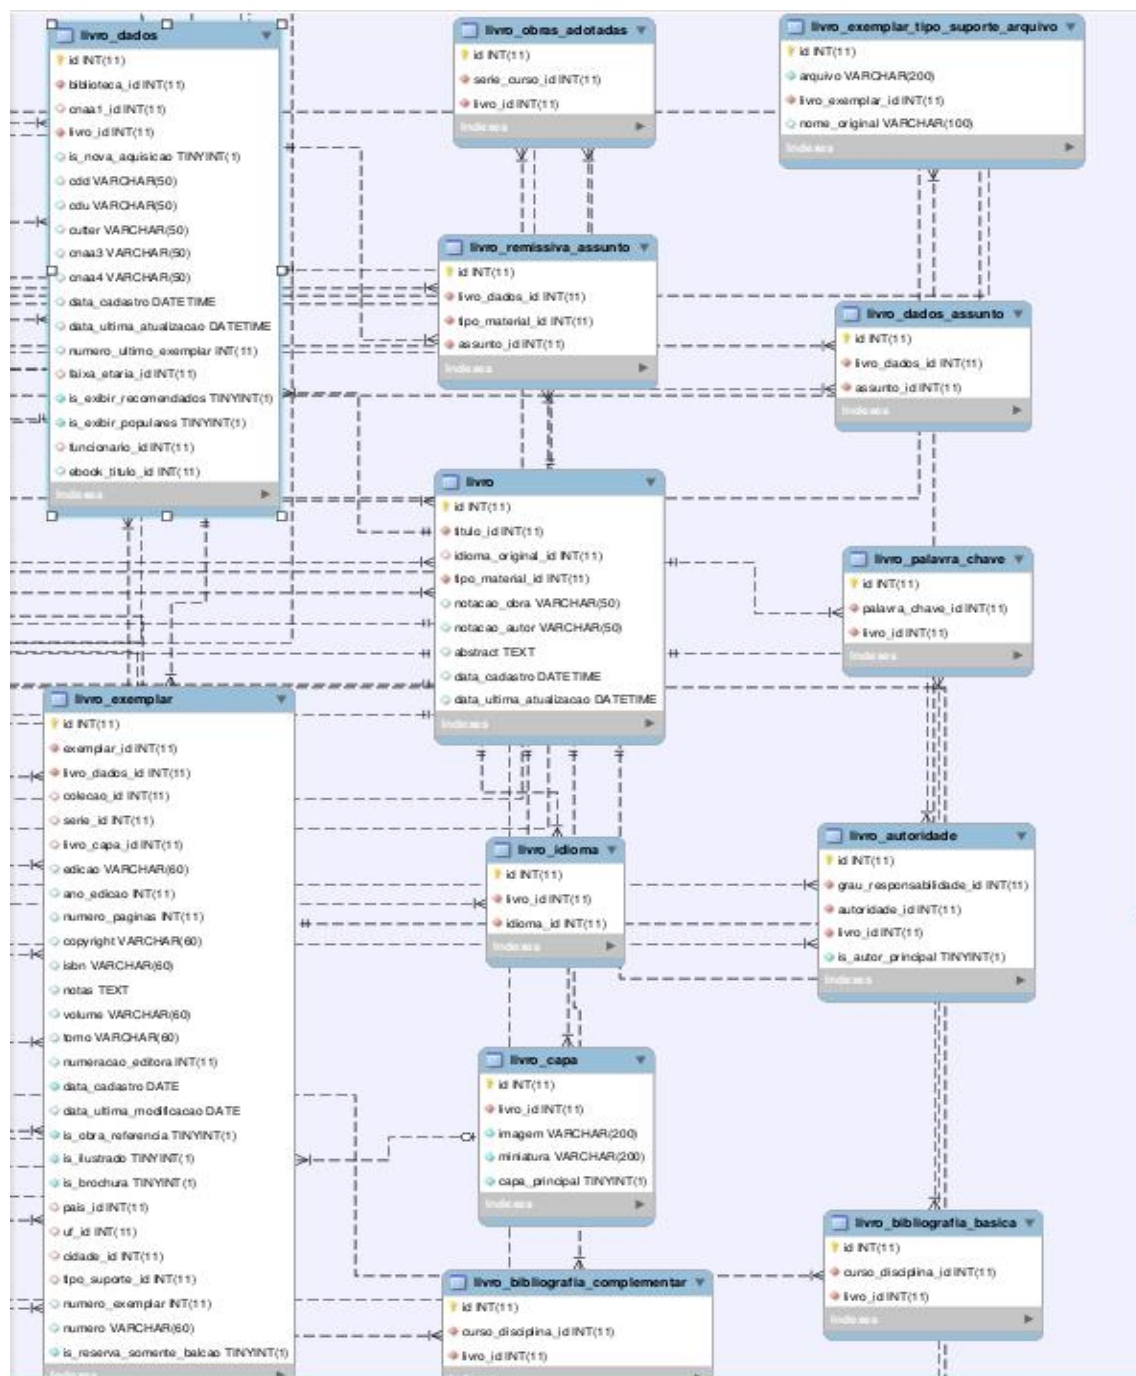 livro_dados
id INT(11)
biblioteca_id INT(11)
cnaa1_id INT(11)
livro_id INT(11)
is_nova_aquisicao TINYINT(1)
cdd VARCHAR(50)
cdu VARCHAR(50)
cutter VARCHAR(50)
cnaa3 VARCHAR(50)
cnaa4 VARCHAR(50)
data_cadastro DATETIME
data_ultima_atualizacao DATETIME
numero_ultimo_exemplar INT(11)
faixa_etaria_id INT(11)
is_exibir_recomendados TINYINT(1)
is_exibir_populares TINYINT(1)
funcionario_id INT(11)
ebook_titulo_id INT(11)
Indexes
livro_obras_adotadas
id INT(11)
serie_curso_id INT(11)
livro_id INT(11)
Indexes
livro_exemplar_tipo_suporte_arquivo
id INT(11)
arquivo VARCHAR(200)
livro_exemplar_id INT(11)
nome_original VARCHAR(100)
Indexes
livro_remissiva_assunto
id INT(11)
livro_dados_id INT(11)
tipo_material_id INT(11)
assunto_id INT(11)
Indexes
livro_dados_assunto
id INT(11)
livro_dados_id INT(11)
assunto_id INT(11)
Indexes
livro
id INT(11)
titulo_id INT(11)
idioma_original_id INT(11)
tipo_material_id INT(11)
notacao_obra VARCHAR(50)
notacao_autor VARCHAR(50)
abstract TEXT
data_cadastro DATETIME
data_ultima_atualizacao DATETIME
Indexes
livro_palavra_chave
id INT(11)
palavra_chave_id INT(11)
livro_id INT(11)
Indexes
livro_exemplar
id INT(11)
exemplar_id INT(11)
livro_dados_id INT(11)
colecao_id INT(11)
serie_id INT(11)
livro_capa_id INT(11)
edicao VARCHAR(60)
ano_edicao INT(11)
numero_paginas INT(11)
copyright VARCHAR(60)
isbn VARCHAR(60)
notas TEXT
volume VARCHAR(60)
tomo VARCHAR(60)
numeracao_editora INT(11)
data_cadastro DATE
data_ultima_modificacao DATE
is_obra_referencia TINYINT(1)
is_ilustrado TINYINT(1)
is_brochura TINYINT(1)
pais_id INT(11)
uf_id INT(11)
cidade_id INT(11)
tipo_suporte_id INT(11)
numero_exemplar INT(11)
numero VARCHAR(60)
is_reserva_somente_balcao TINYINT(1)
Indexes
livro_idioma
id INT(11)
livro_id INT(11)
idioma_id INT(11)
Indexes
livro_autoridade
id INT(11)
grau_responsabilidade_id INT(11)
autoridade_id INT(11)
livro_id INT(11)
is_autor_principal TINYINT(1)
Indexes
livro_capa
id INT(11)
livro_id INT(11)
imagem VARCHAR(200)
miniatura VARCHAR(200)
capa_principal TINYINT(1)
Indexes
livro_bibliografia_basica
id INT(11)
curso_disciplina_id INT(11)
livro_id INT(11)
Indexes
livro_bibliografia_complementar
id INT(11)
curso_disciplina_id INT(11)
livro_id INT(11)
Indexes